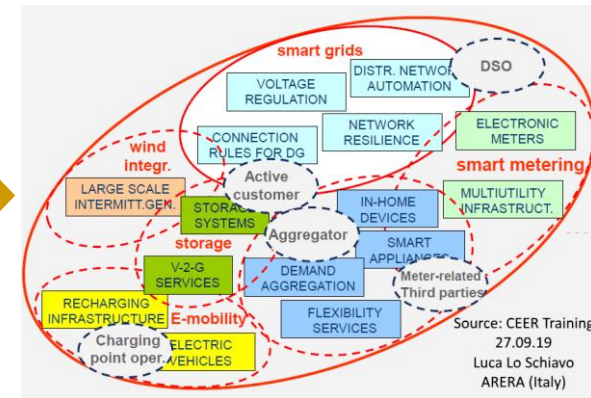 smart grids
VOLTAGE
REGULATION
DISTR. NETWO
AUTOMATION
DSO
CONNECTION
RULES FOR DG
NETWORK
RESILIENCE
ELECTRONIC
METERS
wind
integr.
smart metering
LARGE SCALE
INTERMITT.GEN.
Active
customer
STORA
SYSTEMS
storage
IN-HOME
DEVICES
MULTIUTILITY
INFRASTRUCT.
Aggregator
SMART
APPLIANC
V-2-G
SERVICES
DEMAND
AGGREGATION
Meter-related
Third parties
RECHARGING
INFRASTRUCTURE
E-mobility
FLEXIBILITY
SERVICES
Charging
point oper.
ELECTRIC
VEHICLES
Source: CEER Training
27.09.19
Luca Lo Schiavo
ARERA (Italy)